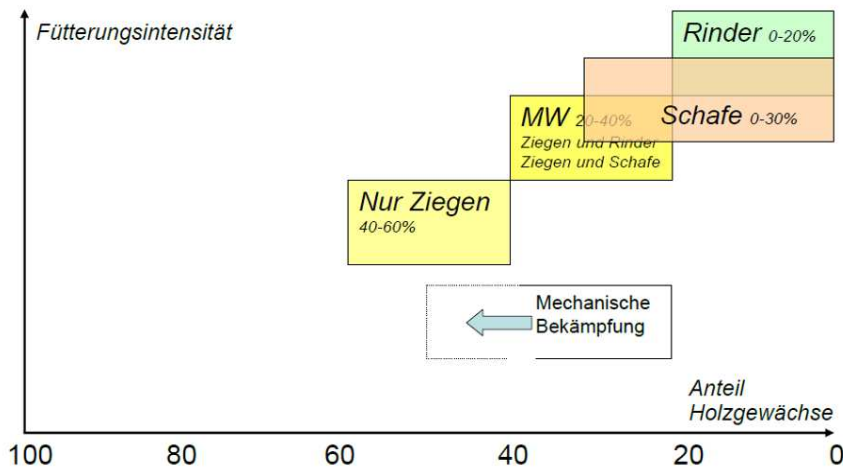 Fütterungsintensität
Rinder 0-20%
MW 20-40%
Schafe 0-30%
Ziegen und Rinder
Ziegen und Schafe
Nur Ziegen
40-60%
Mechanische
Bekämpfung
Anteil
Holzgewächse
100 80 60 40 20 0